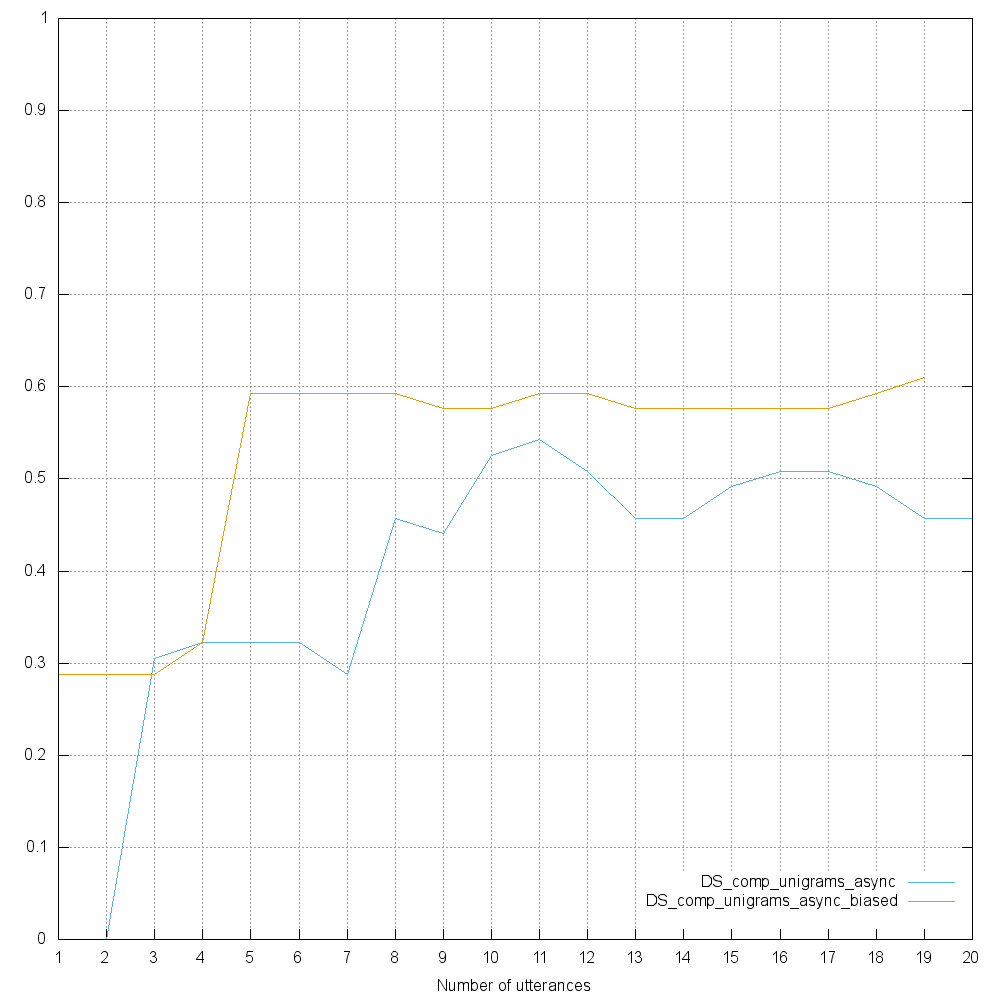 1
0.9
0.8
0.7
0.6
0.5
0.4
0.3
0.2
0.1
0
DS_comp_unigrams_async
DS_comp_unigrams_async_biased
1 2 3 4 5 6 7 8 9 10 11 12 13 14 15 16 17 18 19 20
Number of utterances